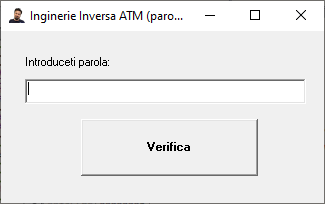 Inginerie Inversa ATM (paro...
Introduceti parola:
Verifica